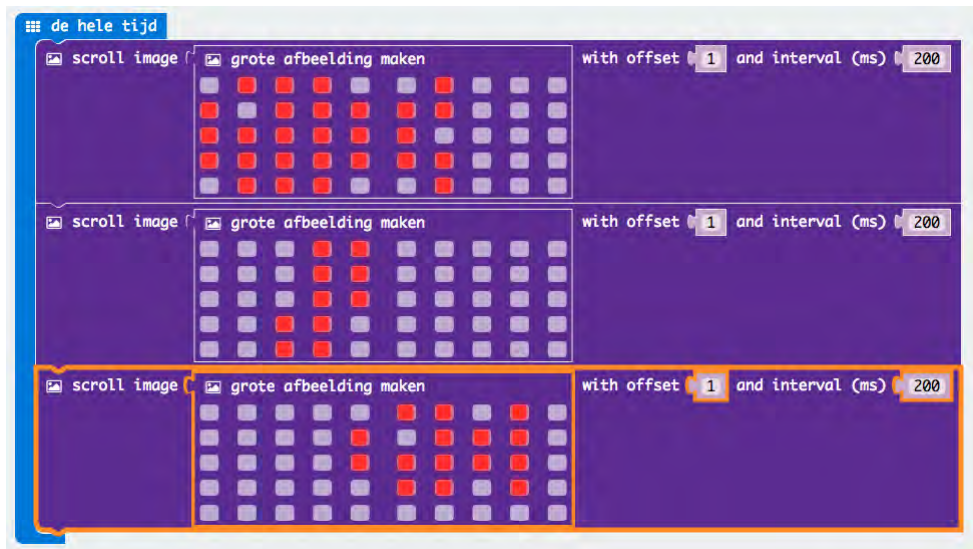 de hele tijd
scroll image grote afbeelding maken with offset 1 and interval (ms) 200
scroll image grote afbeelding maken with offset 1 and interval (ms) 200
scroll image grote afbeelding maken with offset 1 and interval (ms) 200